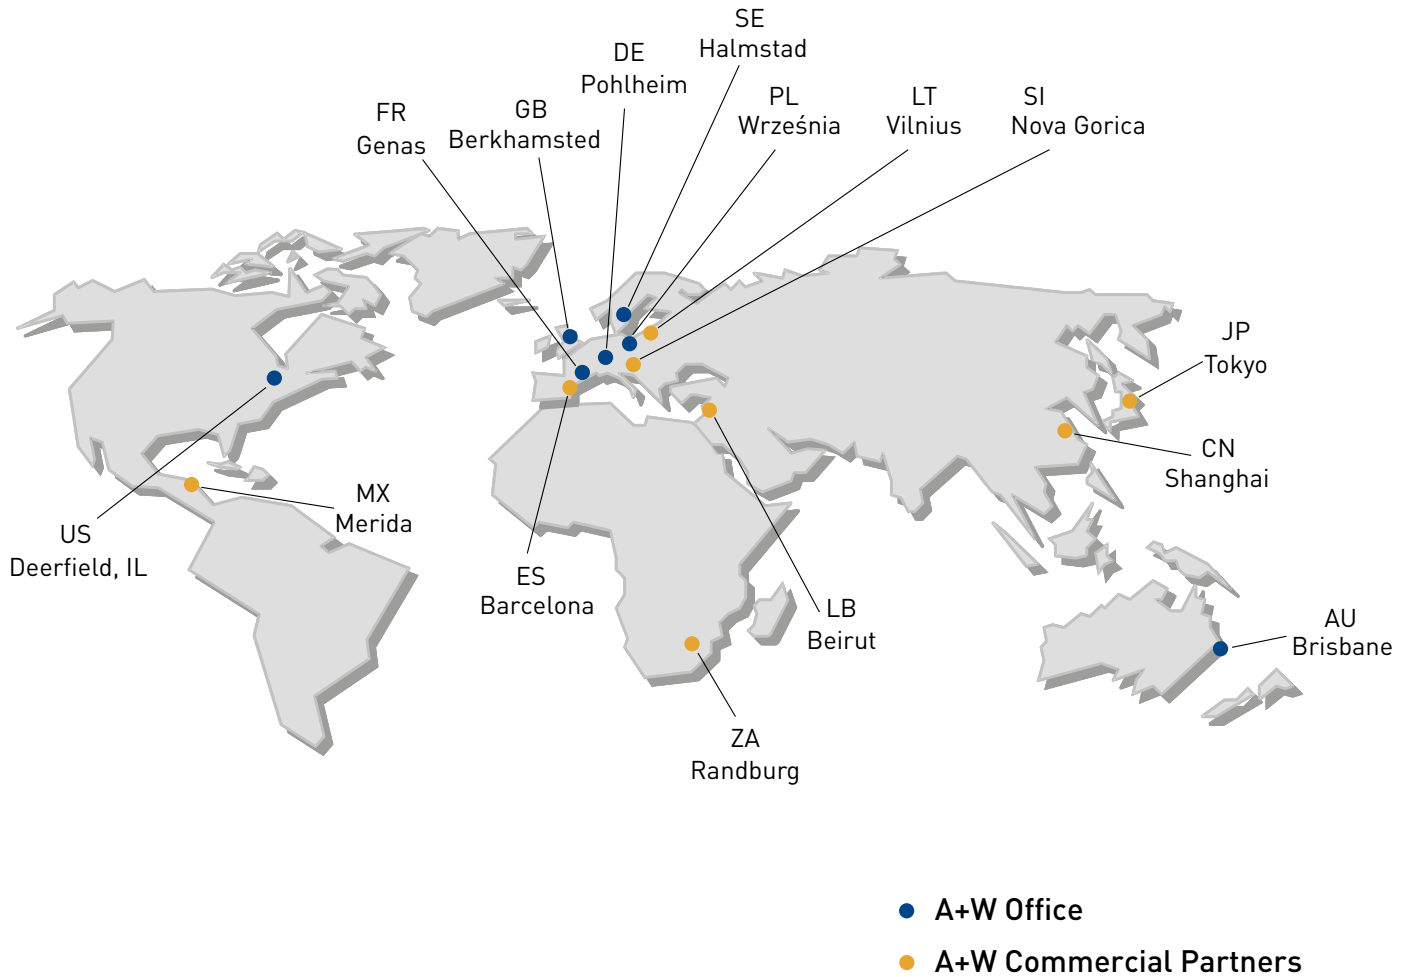 SE
Halmstad
DE
Pohlheim
PL
Września
LT
Vilnius
SI
Nova Gorica
FR
Genas
GB
Berkhamsted
JP
Tokyo
CN
Shanghai
MX
Merida
US
Deerfield, IL
ES
Barcelona
LB
Beirut
AU
Brisbane
ZA
Randburg
A+W Office
A+W Commercial Partners